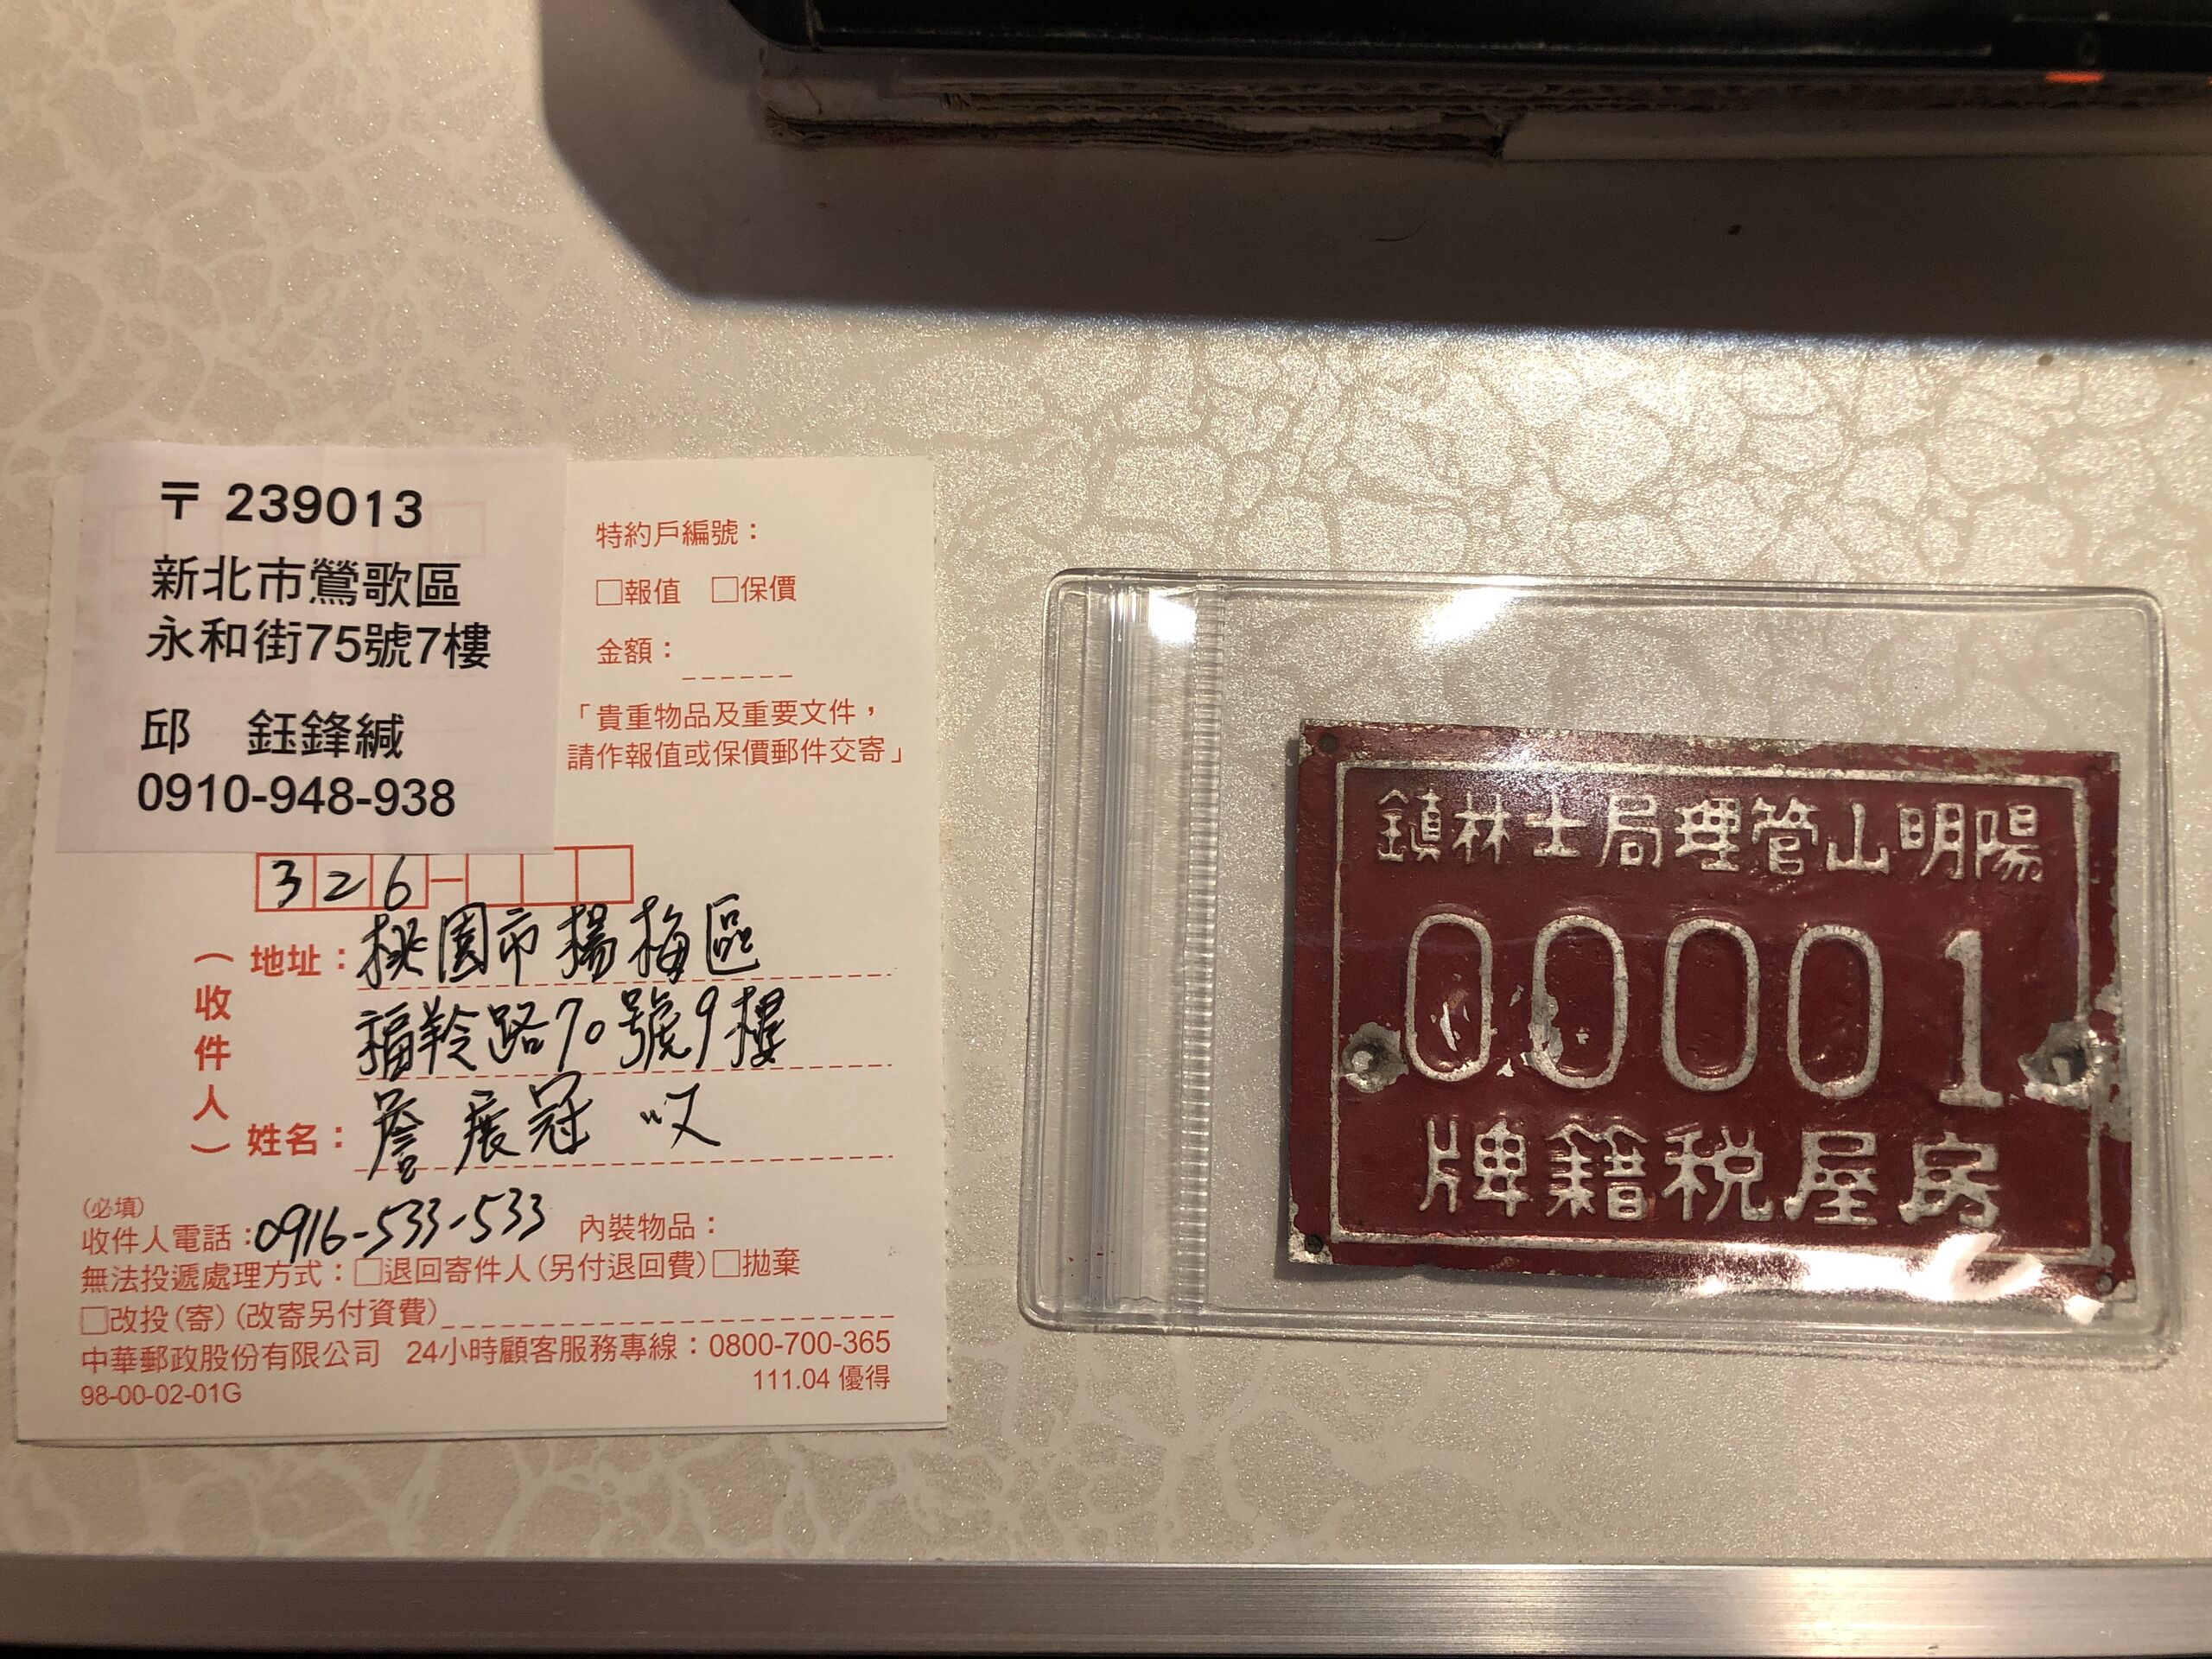 〒 239013
新北市鶯歌區
永和街75號7樓
邱　鈺鋒緘
0910-948-938
特約戶編號：
□報值 □保價
金額：
「貴重物品及重要文件，
請作報值或保價郵件交寄」
326-
（收件人）
地址：桃園市楊梅區
福羚路70號9樓
姓名：詹展冠
(必填)
收件人電話：0916-533-533 內裝物品：
無法投遞處理方式：□退回寄件人(另付退回費)□拋棄
□改投(寄)(改寄另付資費)
中華郵政股份有限公司 24小時顧客服務專線：0800-700-365
98-00-02-01G
111.04 優得
陽明山管理局士林鎮
00001
房屋稅籍牌